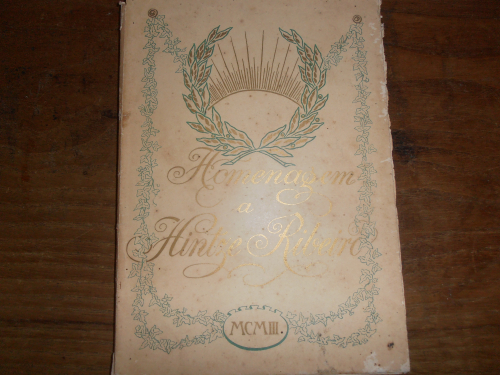 Homenagem
a
Hintze Ribeiro
MCMIII.